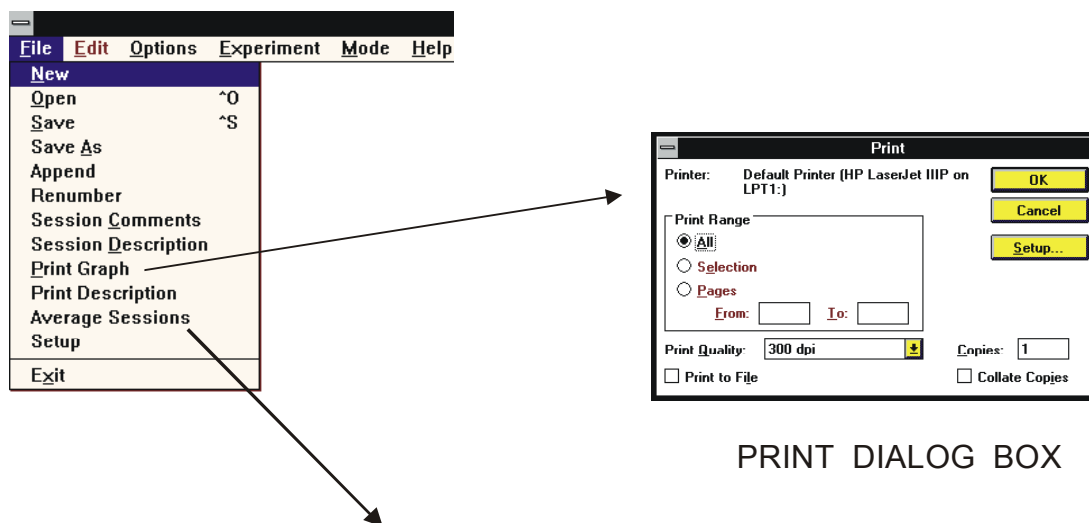 File Edit Options Experiment Mode Help
New
Open ^O
Save ^S
Save As
Append
Renumber
Session Comments
Session Description
Print Graph
Print Description
Average Sessions
Setup
Exit
Print
Printer: Default Printer (HP LaserJet IIIP on
LPT1:)
OK
Cancel
Setup...
Print Range
All
Selection
Pages
From: To:
Print Quality: 300 dpi Copies: 1
Print to File Collate Copies
PRINT DIALOG BOX